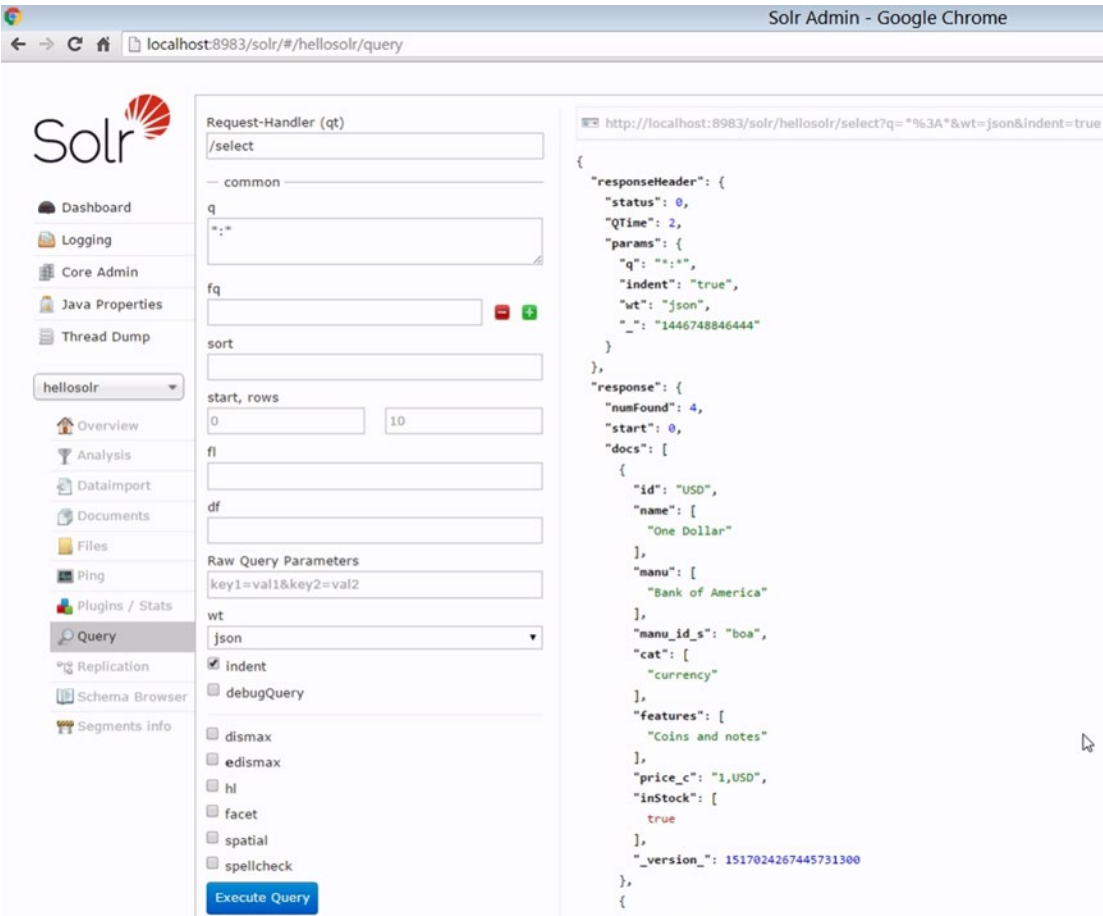 Solr Admin - Google Chrome
localhost:8983/solr/#/hellosolr/query
Solr
Dashboard
Logging
Core Admin
Java Properties
Thread Dump
hellosolr
Overview
Analysis
Dataimport
Documents
Files
Ping
Plugins / Stats
Query
Replication
Schema Browser
Segments info
Request-Handler (qt)
/select
common
q
*:*
fq
sort
start, rows
0 10
fl
df
Raw Query Parameters
key1=val1&key2=val2
wt
json
indent
debugQuery
dismax
edismax
hl
facet
spatial
spellcheck
Execute Query
http://localhost:8983/solr/hellosolr/select?q=*%3A*&wt=json&indent=true
{
"responseHeader": {
"status": 0,
"QTime": 2,
"params": {
"q": "*:*",
"indent": "true",
"wt": "json",
"_": "1446748846444"
}
},
"response": {
"numFound": 4,
"start": 0,
"docs": [
{
"id": "USD",
"name": [
"One Dollar"
],
"manu": [
"Bank of America"
],
"manu_id_s": "boa",
"cat": [
"currency"
],
"features": [
"Coins and notes"
],
"price_c": "1,USD",
"inStock": [
true
],
"_version_": 1517024267445731300
},
{